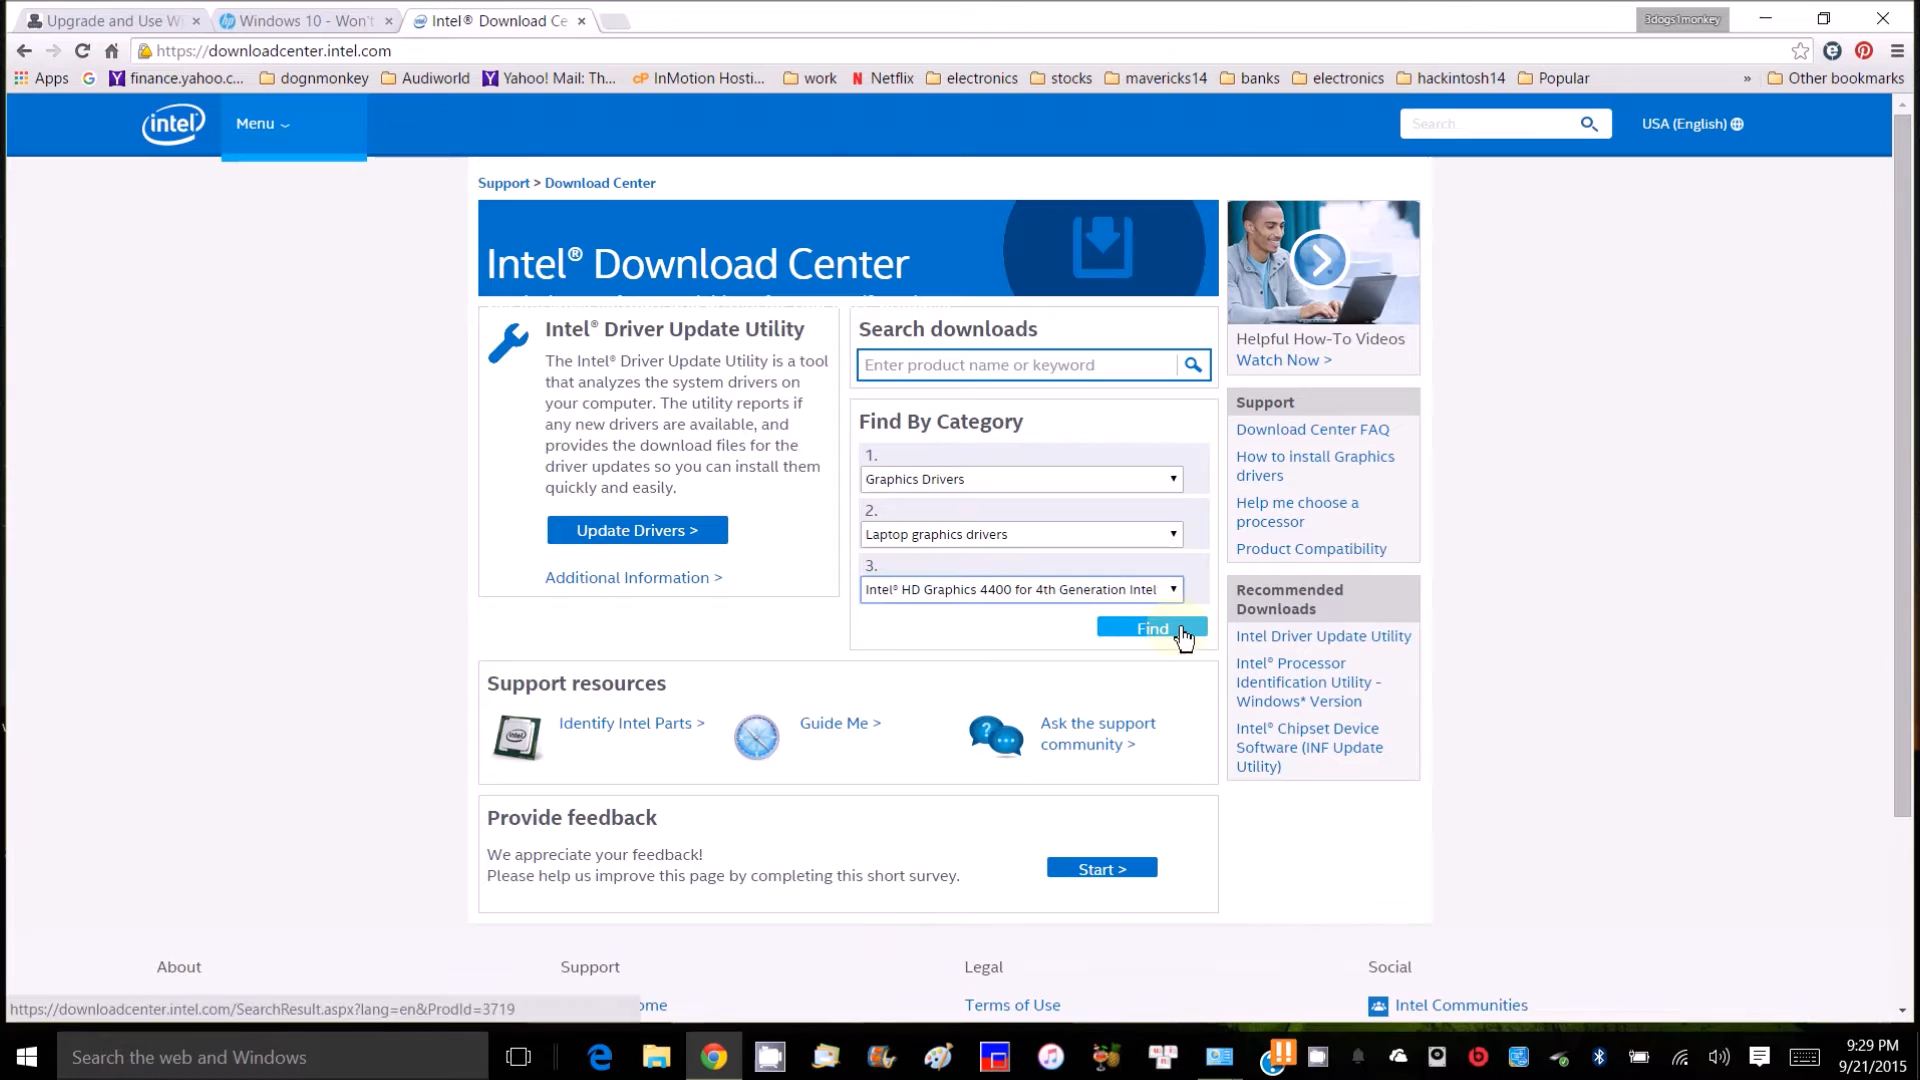 Upgrade and Use Wi
Windows 10 - Won't
Intel® Download Ce
3dogs1monkey
https://downloadcenter.intel.com
Apps
finance.yahoo.c...
dognmonkey
Audiworld
Yahoo! Mail: Th...
cP InMotion Hosti...
work
Netflix
electronics
stocks
mavericks14
banks
electronics
hackintosh14
Popular
»
Other bookmarks
intel
Menu
Search...
USA (English)
Support > Download Center
Intel® Download Center
Intel® Driver Update Utility
The Intel® Driver Update Utility is a tool
that analyzes the system drivers on
your computer. The utility reports if
any new drivers are available, and
provides the download files for the
driver updates so you can install them
quickly and easily.
Update Drivers >
Additional Information >
Search downloads
Enter product name or keyword
Find By Category
1.
Graphics Drivers
2.
Laptop graphics drivers
3.
Intel® HD Graphics 4400 for 4th Generation Intel
Find
Helpful How-To Videos
Watch Now >
Support
Download Center FAQ
How to install Graphics
drivers
Help me choose a
processor
Product Compatibility
Recommended
Downloads
Intel Driver Update Utility
Intel® Processor
Identification Utility -
Windows* Version
Intel® Chipset Device
Software (INF Update
Utility)
Support resources
Identify Intel Parts >
Guide Me >
Ask the support
community >
Provide feedback
We appreciate your feedback!
Please help us improve this page by completing this short survey.
Start >
About
Support
Legal
Social
https://downloadcenter.intel.com/SearchResult.aspx?lang=en&ProdId=3719
ome
Terms of Use
Intel Communities
Search the web and Windows
9:29 PM
9/21/2015